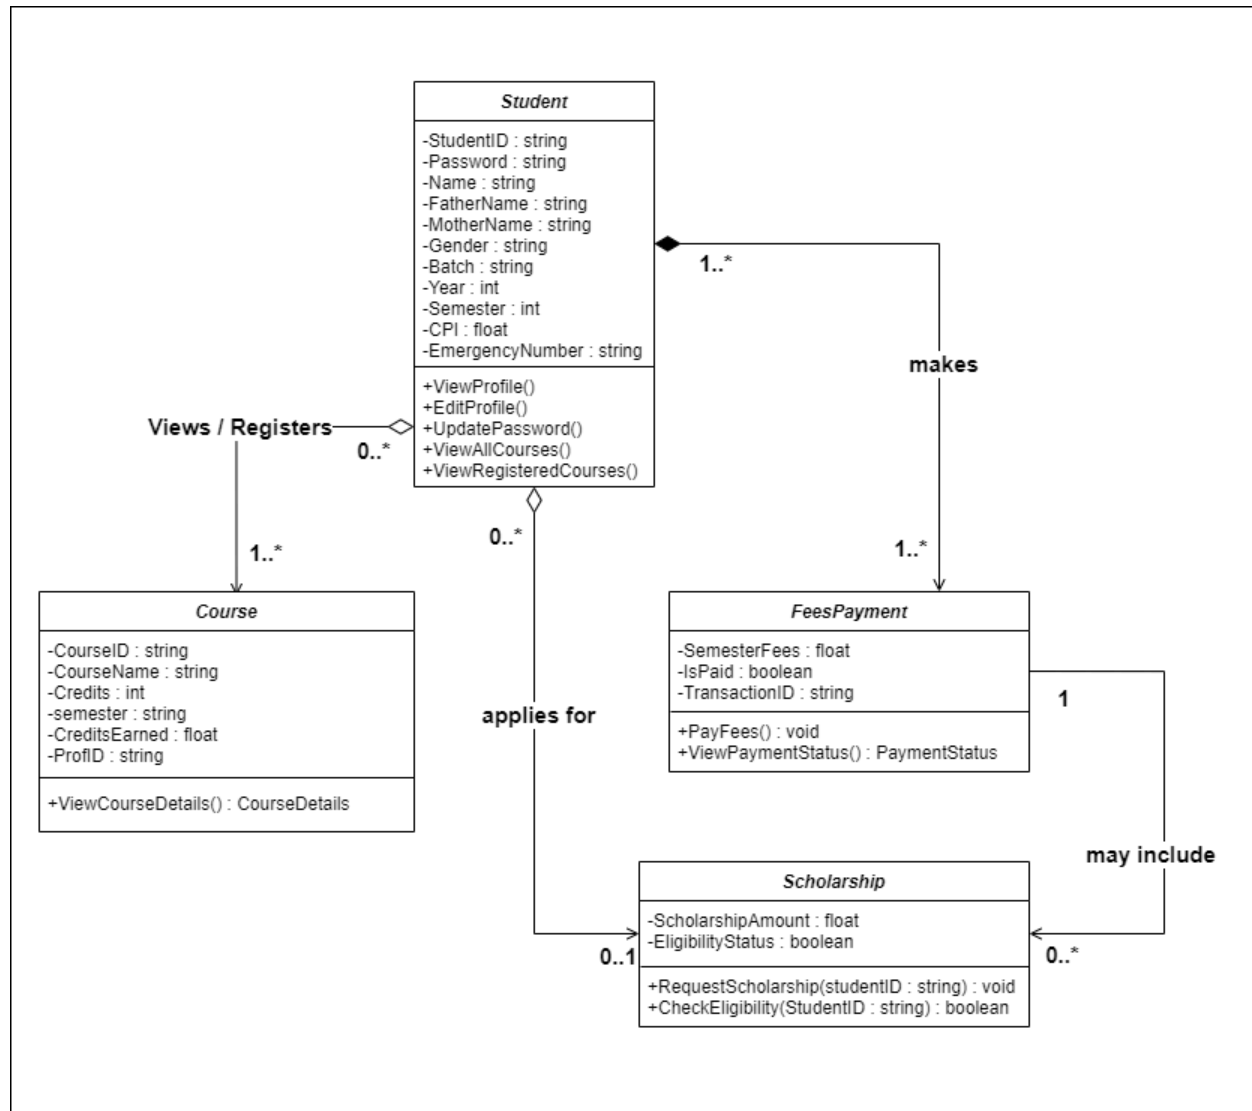 Student
-StudentID : string
-Password : string
-Name : string
-FatherName : string
-MotherName : string
-Gender : string
-Batch : string
-Year : int
-Semester : int
-CPI : float
-EmergencyNumber : string
+ViewProfile()
+EditProfile()
+UpdatePassword()
+ViewAllCourses()
+ViewRegisteredCourses()
1..*
makes
1..*
Views / Registers
0..*
1..*
0..*
applies for
0..1
Course
-CourseID : string
-CourseName : string
-Credits : int
-semester : string
-CreditsEarned : float
-ProfID : string
+ViewCourseDetails() : CourseDetails
FeesPayment
-SemesterFees : float
-IsPaid : boolean
-TransactionID : string
+PayFees() : void
+ViewPaymentStatus() : PaymentStatus
1
may include
0..*
Scholarship
-ScholarshipAmount : float
-EligibilityStatus : boolean
+RequestScholarship(studentID : string) : void
+CheckEligibility(StudentID : string) : boolean